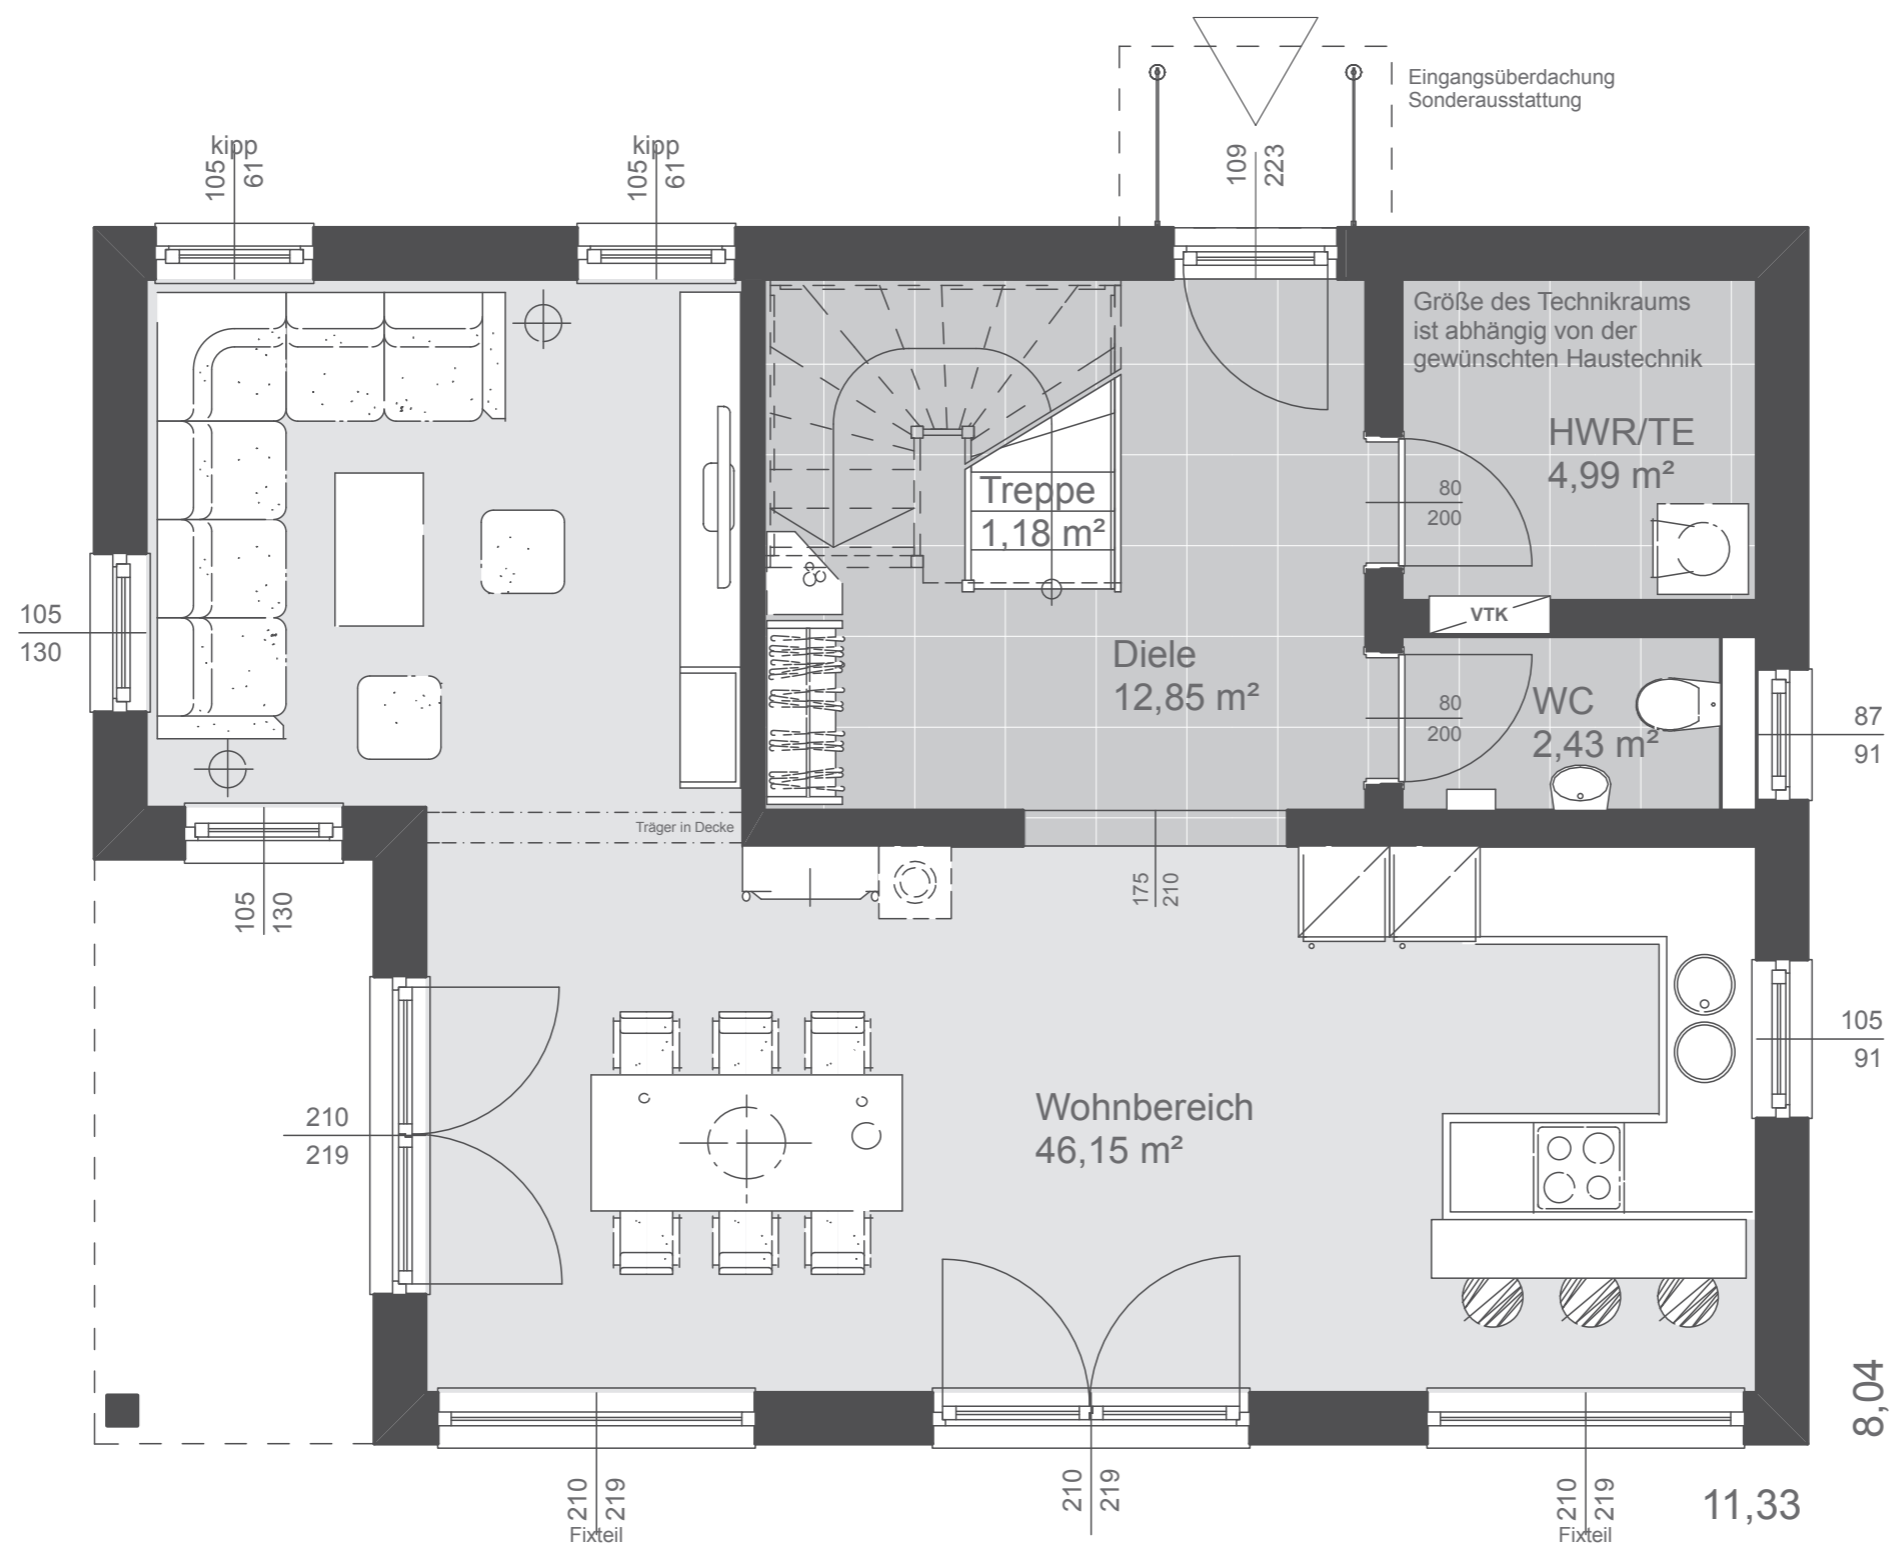 Eingangsüberdachung
Sonderausstattung
kipp
105
61
kipp
105
61
109
223
Größe des Technikraums
ist abhängig von der
gewünschten Haustechnik
HWR/TE
4,99 m²
80
200
Treppe
1,18 m²
VTK
105
130
Diele
12,85 m²
80
200
WC
2,43 m²
87
91
Träger in Decke
105
130
175
210
105
91
210
219
Wohnbereich
46,15 m²
8,04
210
219
Fixteil
210
219
210
219
Fixteil
11,33